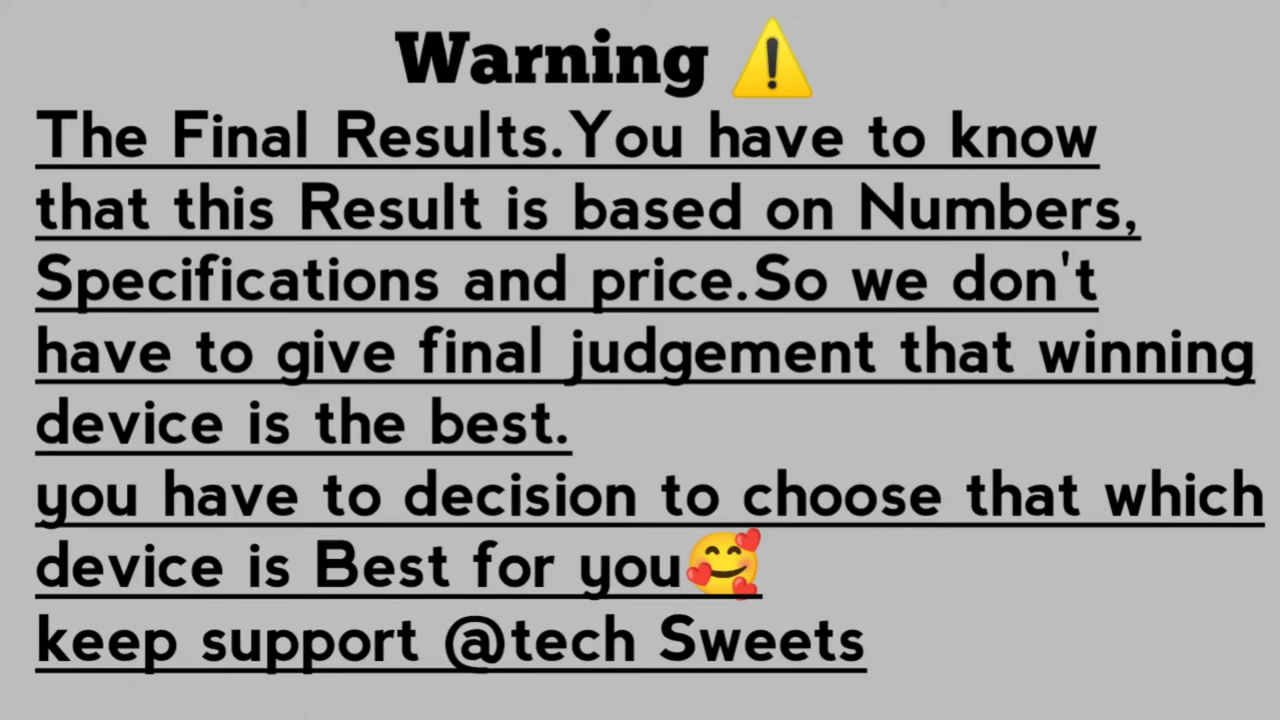 Warning ⚠️
The Final Results.You have to know
that this Result is based on Numbers,
Specifications and price.So we don't
have to give final judgement that winning
device is the best.
you have to decision to choose that which
device is Best for you🥰
keep support @tech Sweets